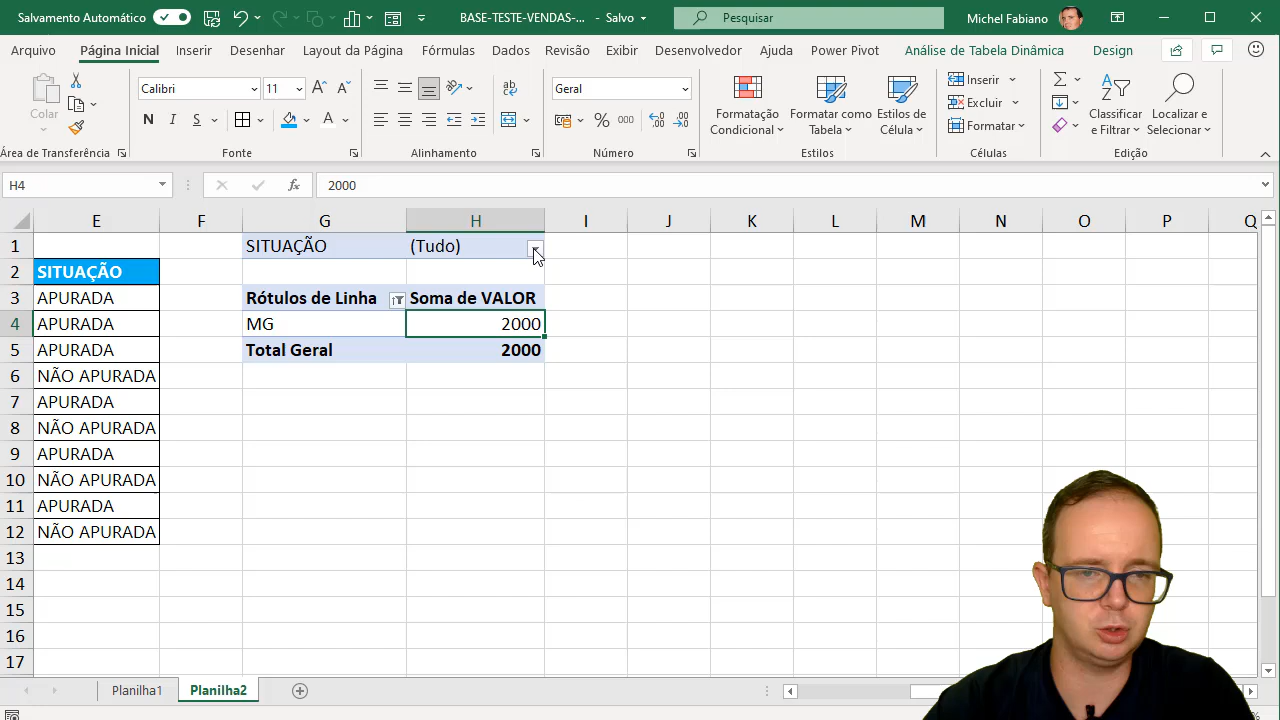 Salvamento Automático
BASE-TESTE-VENDAS-... - Salvo
Pesquisar
Michel Fabiano
Arquivo Página Inicial Inserir Desenhar Layout da Página Fórmulas Dados Revisão Exibir Desenvolvedor Ajuda Power Pivot Análise de Tabela Dinâmica Design
Colar
Calibri 11
N I S
Geral
Formatação Condicional
Formatar como Tabela
Estilos de Célula
Inserir
Excluir
Formatar
Classificar e Filtrar
Localizar e Selecionar
Área de Transferência Fonte Alinhamento Número Estilos Células Edição
H4 fx 2000
E F G H I J K L M N O P Q
1 SITUAÇÃO (Tudo)
2 SITUAÇÃO
3 APURADA Rótulos de Linha Soma de VALOR
4 APURADA MG 2000
5 APURADA Total Geral 2000
6 NÃO APURADA
7 APURADA
8 NÃO APURADA
9 APURADA
10 NÃO APURADA
11 APURADA
12 NÃO APURADA
13
14
15
16
17
Planilha1 Planilha2